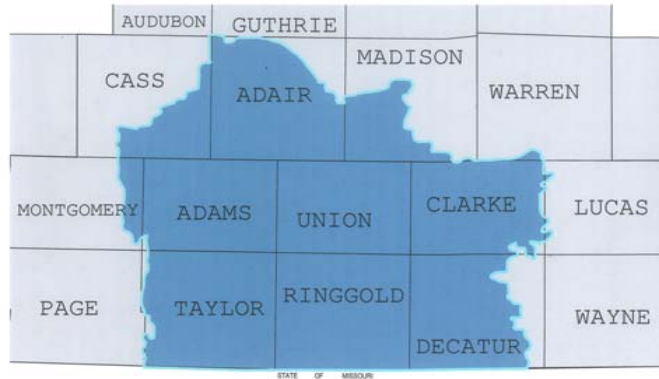 AUDUBON
GUTHRIE
CASS
MADISON
ADAIR
WARREN
MONTGOMERY
ADAMS
UNION
CLARKE
LUCAS
PAGE
TAYLOR
RINGGOLD
WAYNE
DECATUR
STATE OF MISSOURI